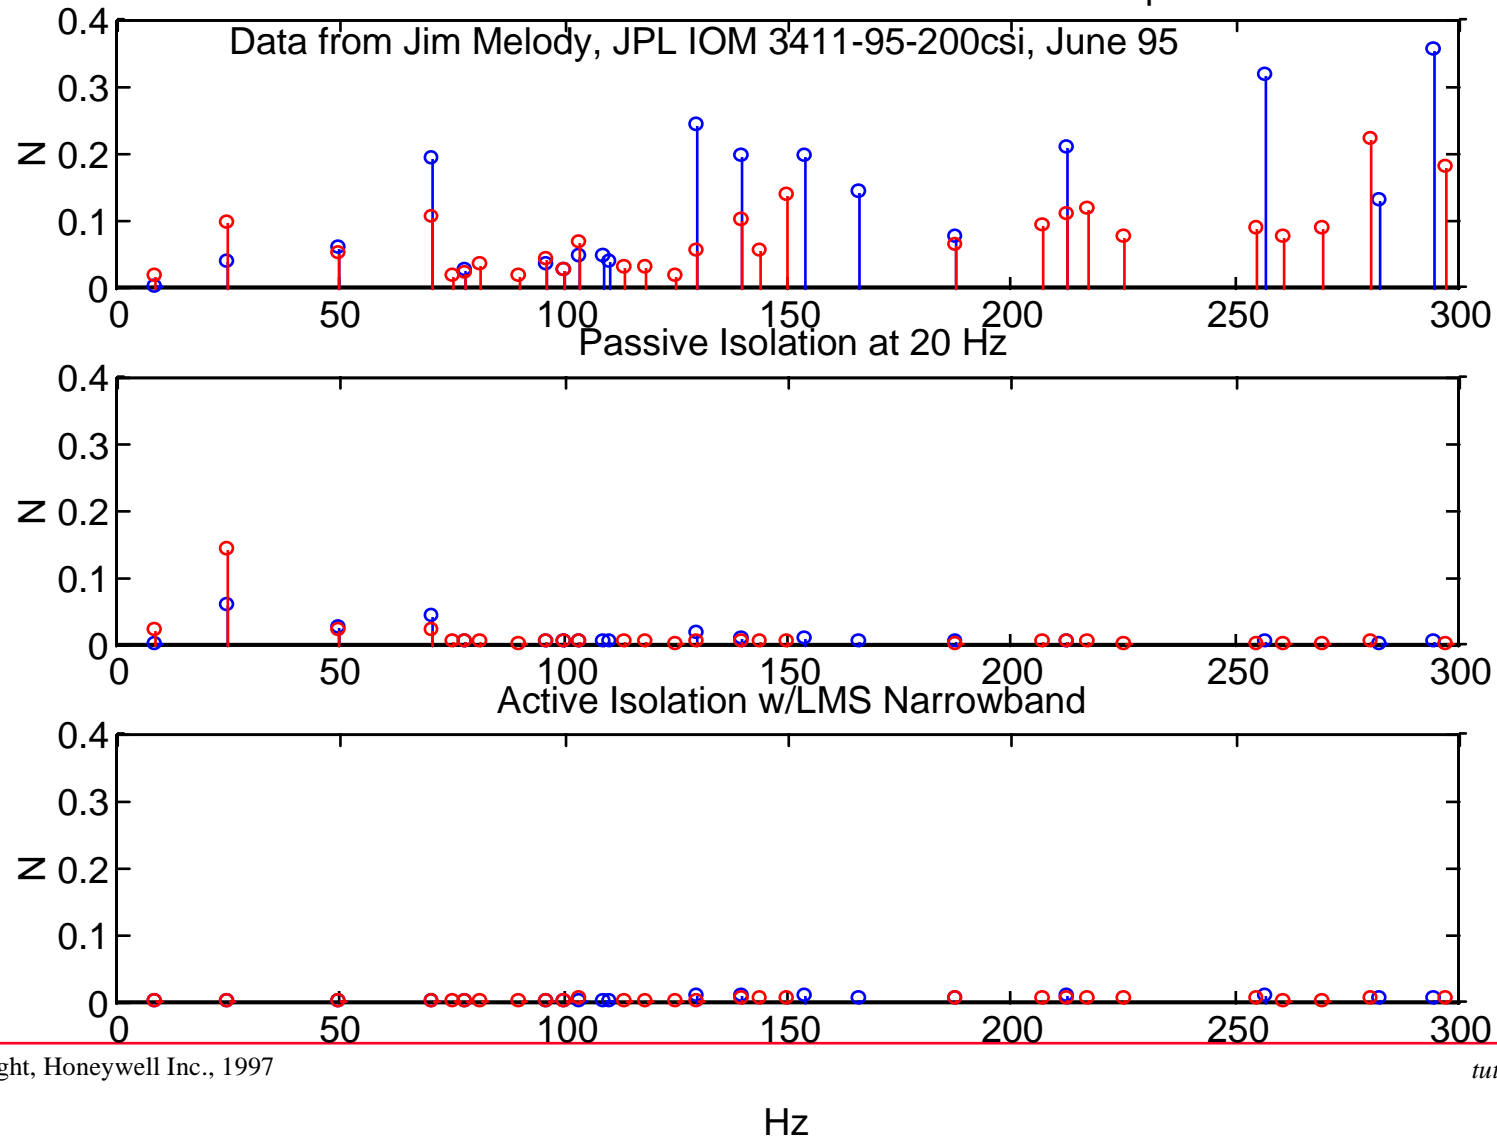 Data from Jim Melody, JPL IOM 3411-95-200csi, June 95
0.4
0.3
N
0.2
0.1
0
0 50 100 150 200 250 300
Passive Isolation at 20 Hz
0.4
0.3
N
0.2
0.1
0
0 50 100 150 200 250 300
Active Isolation w/LMS Narrowband
0.4
0.3
N
0.2
0.1
0
0 50 100 150 200 250 300
ght, Honeywell Inc., 1997
tut
Hz